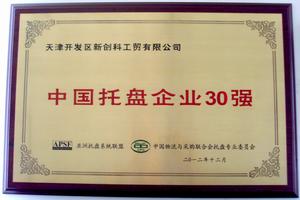 天津开发区新创科工贸有限公司
中国托盘企业30强
APSF 亚洲托盘系统联盟 中国物流与采购联合会托盘专业委员会
二〇一二年十二月